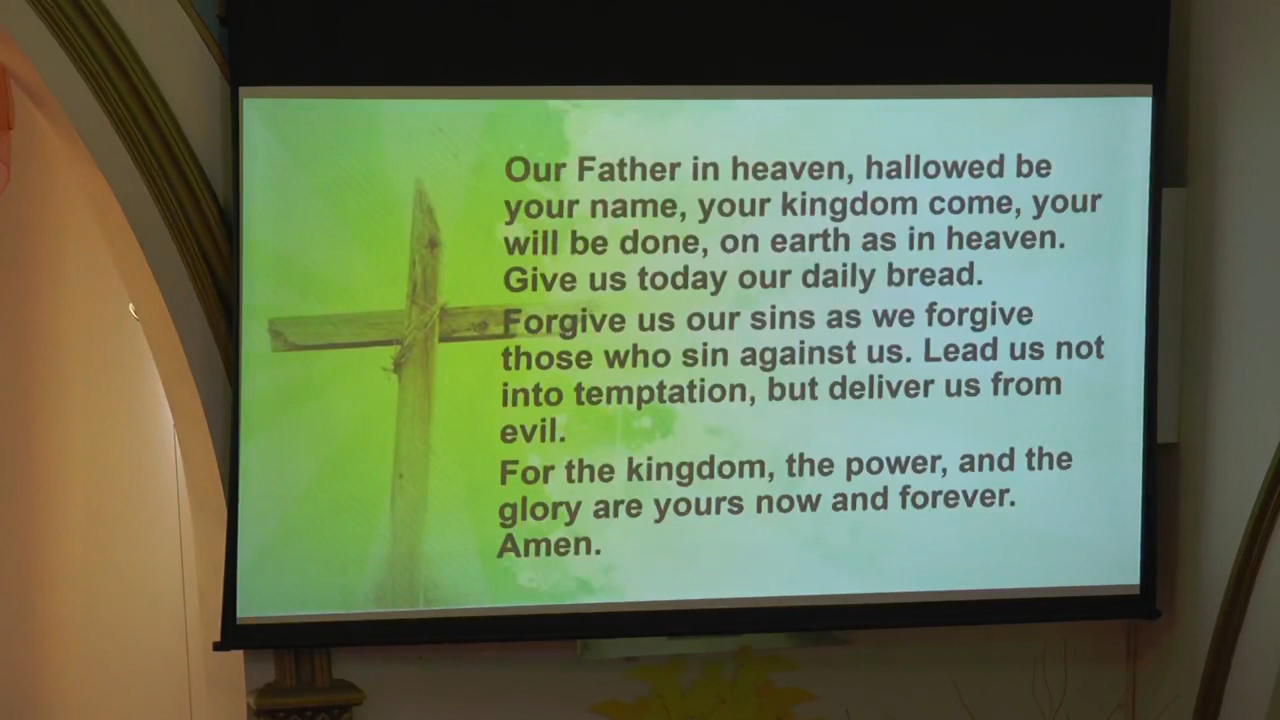 Our Father in heaven, hallowed be
your name, your kingdom come, your
will be done, on earth as in heaven.
Give us today our daily bread.
Forgive us our sins as we forgive
those who sin against us. Lead us not
into temptation, but deliver us from
evil.
For the kingdom, the power, and the
glory are yours now and forever.
Amen.